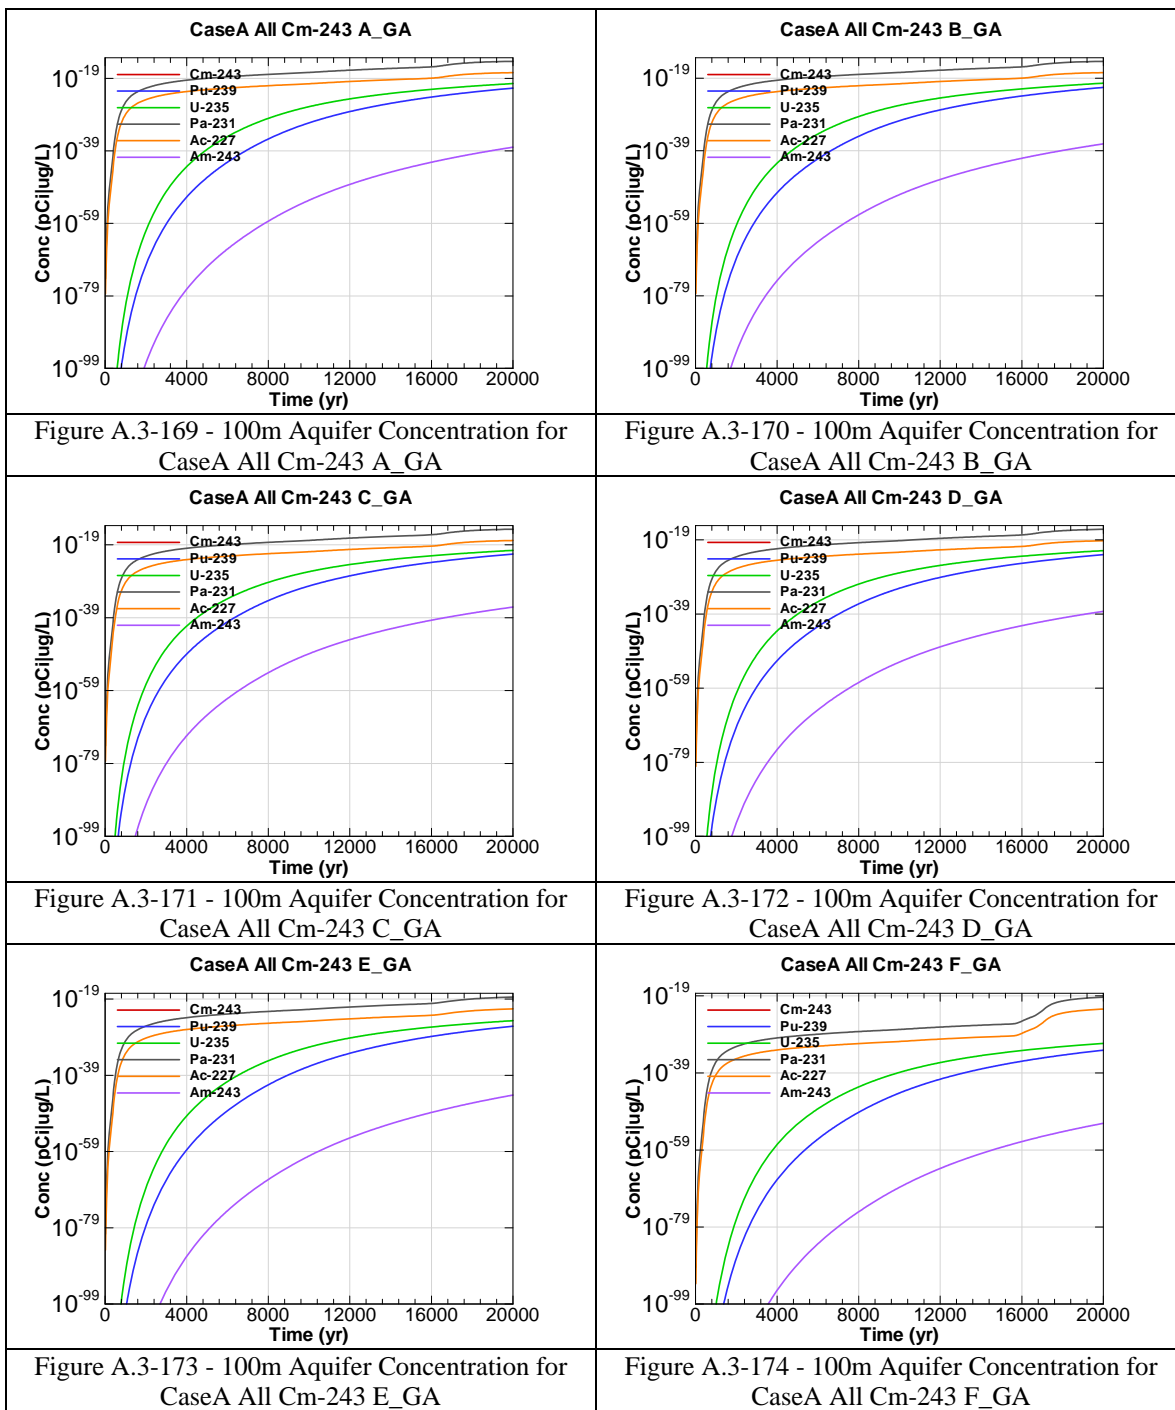 CaseA All Cm-243 A_GA
Conc (pCi|ug/L)
10^-19
10^-39
10^-59
10^-79
10^-99
Cm-243
Pu-239
U-235
Pa-231
Ac-227
Am-243
0 4000 8000 12000 16000 20000
Time (yr)
Figure A.3-169 - 100m Aquifer Concentration for
CaseA All Cm-243 A_GA
CaseA All Cm-243 B_GA
Conc (pCi|ug/L)
10^-19
10^-39
10^-59
10^-79
10^-99
Cm-243
Pu-239
U-235
Pa-231
Ac-227
Am-243
0 4000 8000 12000 16000 20000
Time (yr)
Figure A.3-170 - 100m Aquifer Concentration for
CaseA All Cm-243 B_GA
CaseA All Cm-243 C_GA
Conc (pCi|ug/L)
10^-19
10^-39
10^-59
10^-79
10^-99
Cm-243
Pu-239
U-235
Pa-231
Ac-227
Am-243
0 4000 8000 12000 16000 20000
Time (yr)
Figure A.3-171 - 100m Aquifer Concentration for
CaseA All Cm-243 C_GA
CaseA All Cm-243 D_GA
Conc (pCi|ug/L)
10^-19
10^-39
10^-59
10^-79
10^-99
Cm-243
Pu-239
U-235
Pa-231
Ac-227
Am-243
0 4000 8000 12000 16000 20000
Time (yr)
Figure A.3-172 - 100m Aquifer Concentration for
CaseA All Cm-243 D_GA
CaseA All Cm-243 E_GA
Conc (pCi|ug/L)
10^-19
10^-39
10^-59
10^-79
10^-99
Cm-243
Pu-239
U-235
Pa-231
Ac-227
Am-243
0 4000 8000 12000 16000 20000
Time (yr)
Figure A.3-173 - 100m Aquifer Concentration for
CaseA All Cm-243 E_GA
CaseA All Cm-243 F_GA
Conc (pCi|ug/L)
10^-19
10^-39
10^-59
10^-79
10^-99
Cm-243
Pu-239
U-235
Pa-231
Ac-227
Am-243
0 4000 8000 12000 16000 20000
Time (yr)
Figure A.3-174 - 100m Aquifer Concentration for
CaseA All Cm-243 F_GA